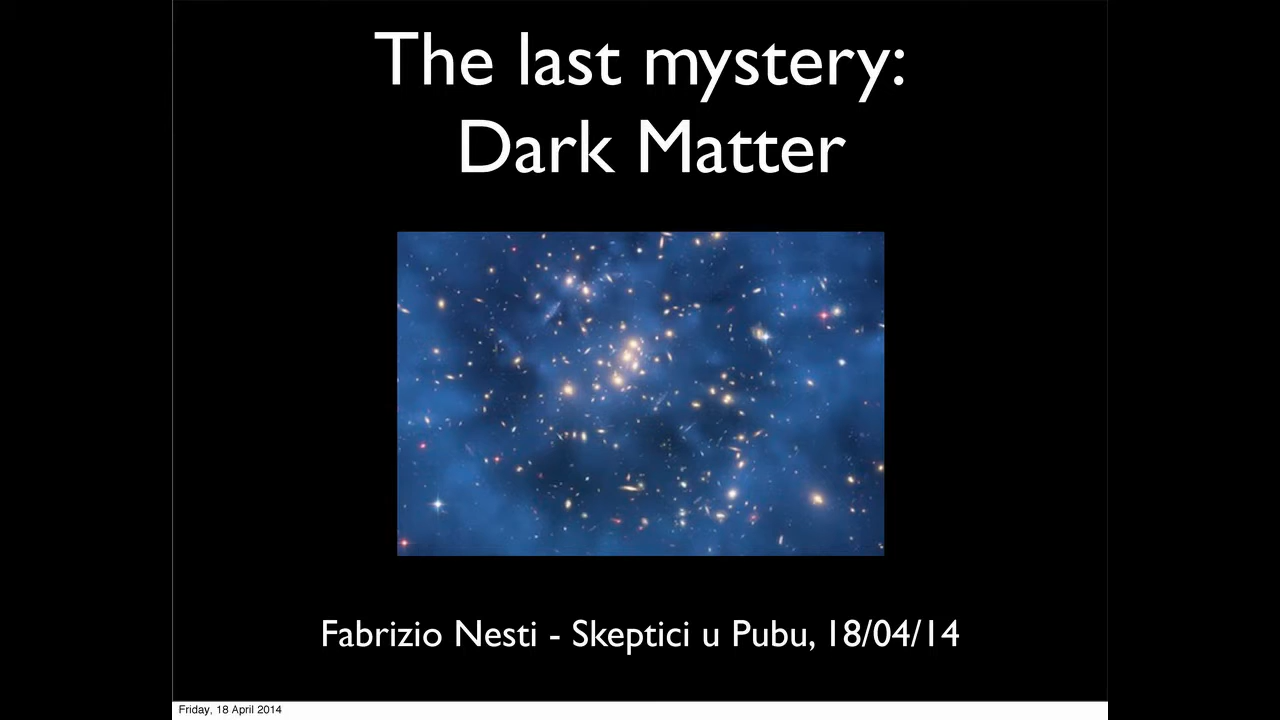 The last mystery:
Dark Matter
Fabrizio Nesti - Skeptici u Pubu, 18/04/14
Friday, 18 April 2014